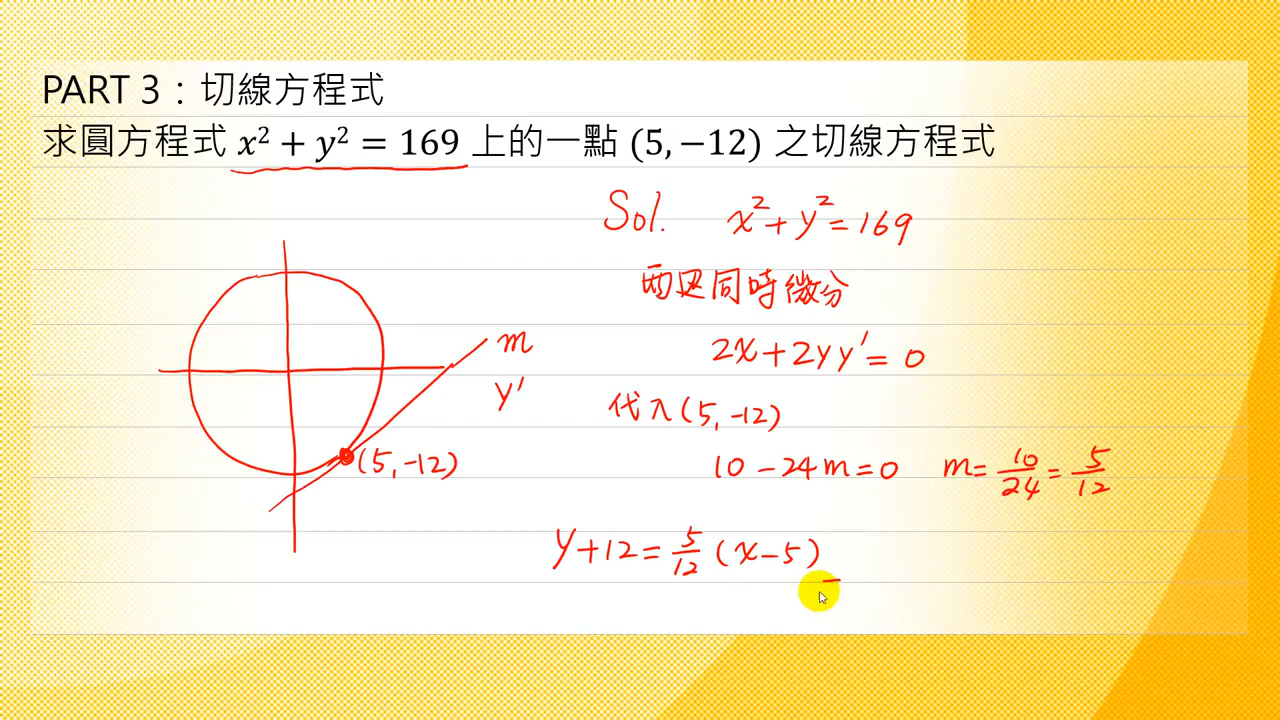 PART 3：切線方程式
求圓方程式 x² + y² = 169 上的一點 (5, −12) 之切線方程式
Sol. x² + y² = 169
兩邊同時微分
2x + 2yy' = 0
代入 (5, -12)
10 - 24m = 0 m = 10/24 = 5/12
y + 12 = 5/12 (x - 5)
m
y'
(5, -12)